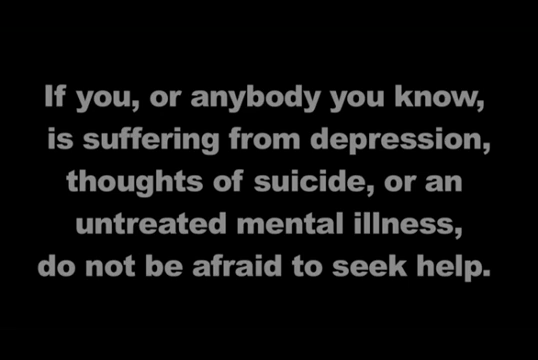 If you, or anybody you know,
is suffering from depression,
thoughts of suicide, or an
untreated mental illness,
do not be afraid to seek help.